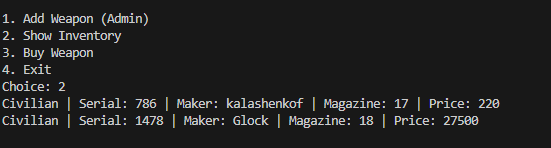 1. Add Weapon (Admin)
2. Show Inventory
3. Buy Weapon
4. Exit
Choice: 2
Civilian | Serial: 786 | Maker: kalashenkof | Magazine: 17 | Price: 220
Civilian | Serial: 1478 | Maker: Glock | Magazine: 18 | Price: 27500